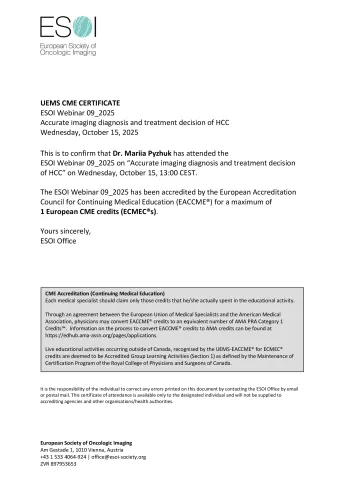 ESOI
European Society of
Oncologic Imaging
UEMS CME CERTIFICATE
ESOI Webinar 09_2025
Accurate imaging diagnosis and treatment decision of HCC
Wednesday, October 15, 2025
This is to confirm that Dr. Mariia Pyzhuk has attended the
ESOI Webinar 09_2025 on “Accurate imaging diagnosis and treatment decision
of HCC” on Wednesday, October 15, 13:00 CEST.
The ESOI Webinar 09_2025 has been accredited by the European Accreditation
Council for Continuing Medical Education (EACCME®) for a maximum of
1 European CME credits (ECMEC®s).
Yours sincerely,
ESOI Office
CME Accreditation (Continuing Medical Education)
Each medical specialist should claim only those credits that he/she actually spent in the educational activity.
Through an agreement between the European Union of Medical Specialists and the American Medical
Association, physicians may convert EACCME® credits to an equivalent number of AMA PRA Category 1
Credits™. Information on the process to convert EACCME® credits to AMA credits can be found at
https://edhub.ama-assn.org/pages/applications.
Live educational activities occurring outside of Canada, recognised by the UEMS-EACCME® for ECMEC®
credits are deemed to be Accredited Group Learning Activities (Section 1) as defined by the Maintenance of
Certification Program of the Royal College of Physicians and Surgeons of Canada.
It is the responsibility of the individual to correct any errors printed on this document by contacting the ESOI Office by email
or postal mail. This certificate of attendance is available only to the designated individual and will not be supplied to
accrediting agencies and other organisations/health authorities.
European Society of Oncologic Imaging
Am Gestade 1, 1010 Vienna, Austria
+43 1 533 4064-924 | office@esoi-society.org
ZVR 897953653